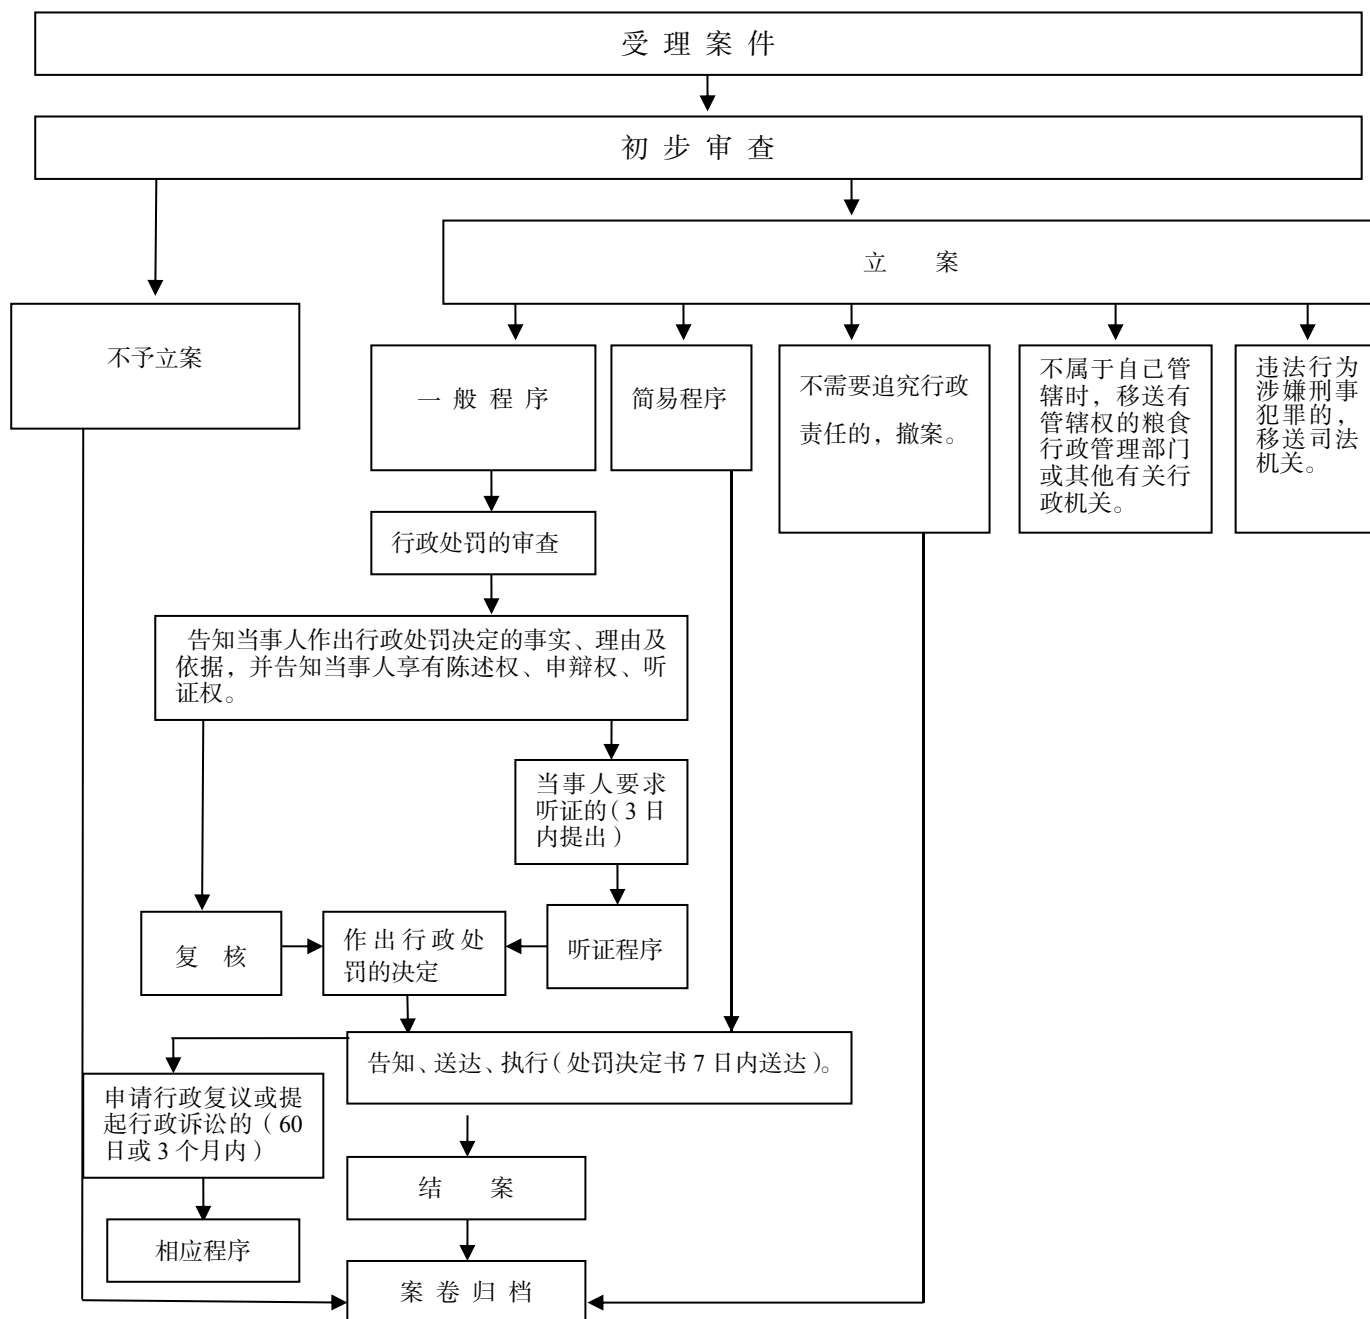 受理案件
初步审查
立 案
不予立案
一般程序
简易程序
不需要追究行政
责任的，撤案。
不属于自己管
辖时，移送有
管辖权的粮食
行政管理部门
或其他有关行
政机关。
违法行为
涉嫌刑事
犯罪的，
移送司法
机关。
行政处罚的审查
告知当事人作出行政处罚决定的事实、理由及
依据，并告知当事人享有陈述权、申辩权、听
证权。
当事人要求
听证的（3 日
内提出）
复 核
作出行政处
罚的决定
听证程序
告知、送达、执行（处罚决定书 7 日内送达）。
申请行政复议或提
起行政诉讼的（60
日或 3 个月内）
结 案
相应程序
案卷归档